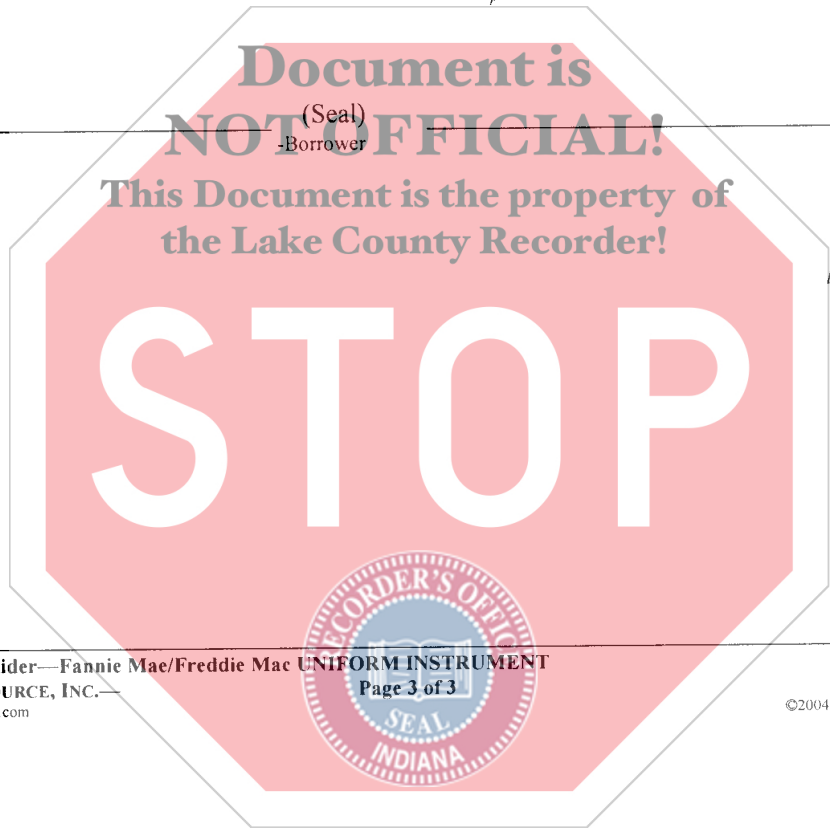 Document is
(Seal)
NOT OFFICIAL!
-Borrower
This Document is the property of
the Lake County Recorder!
STOP
RECORDER'S OFFICE
ider—Fannie Mae/Freddie Mac UNIFORM INSTRUMENT
URCE, INC.—
Page 3 of 3
com
©2004
SEAL
INDIANA